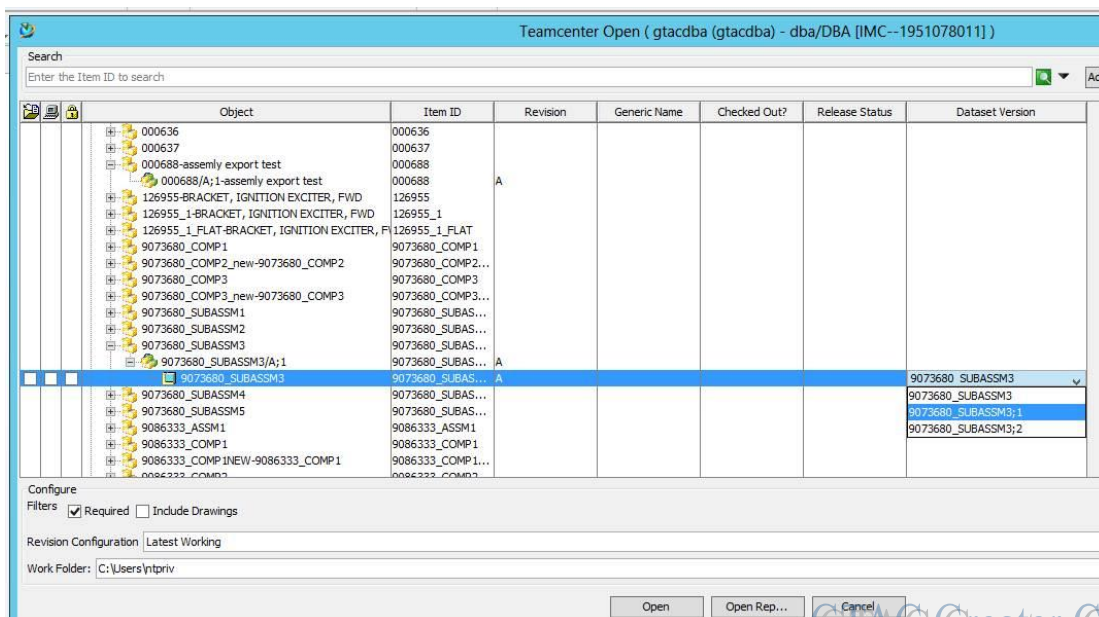 Teamcenter Open ( gtacdba (gtacdba) - dba/DBA [IMC--1951078011] )
Search
Enter the Item ID to search
Ad
Object Item ID Revision Generic Name Checked Out? Release Status Dataset Version
000636 000636
000637 000637
000688-assemly export test 000688
000688/A;1-assemly export test 000688 A
126955-BRACKET, IGNITION EXCITER, FWD 126955
126955_1-BRACKET, IGNITION EXCITER, FWD 126955_1
126955_1_FLAT-BRACKET, IGNITION EXCITER, F 126955_1_FLAT
9073680_COMP1 9073680_COMP1
9073680_COMP2_new-9073680_COMP2 9073680_COMP2...
9073680_COMP3 9073680_COMP3
9073680_COMP3_new-9073680_COMP3 9073680_COMP3...
9073680_SUBASSM1 9073680_SUBAS...
9073680_SUBASSM2 9073680_SUBAS...
9073680_SUBASSM3 9073680_SUBAS...
9073680_SUBASSM3/A;1 9073680_SUBAS... A
9073680_SUBASSM3 9073680_SUBAS... A 9073680_SUBASSM3
9073680_SUBASSM4 9073680_SUBAS... 9073680_SUBASSM3
9073680_SUBASSM5 9073680_SUBAS... 9073680_SUBASSM3;1
9086333_ASSM1 9086333_ASSM1 9073680_SUBASSM3;2
9086333_COMP1 9086333_COMP1
9086333_COMP1NEW-9086333_COMP1 9086333_COMP1...
9086333_COMP2 9086333_COMP2
Configure
Filters Required Include Drawings
Revision Configuration Latest Working
Work Folder: C:\Users\ntpriv
Open Open Rep... Cancel